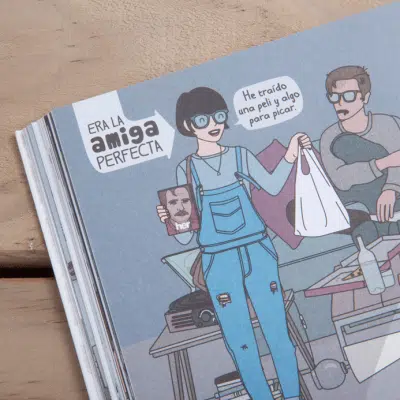 ERA LA
amiga
PERFECTA
He traído
una peli y algo
para picar.